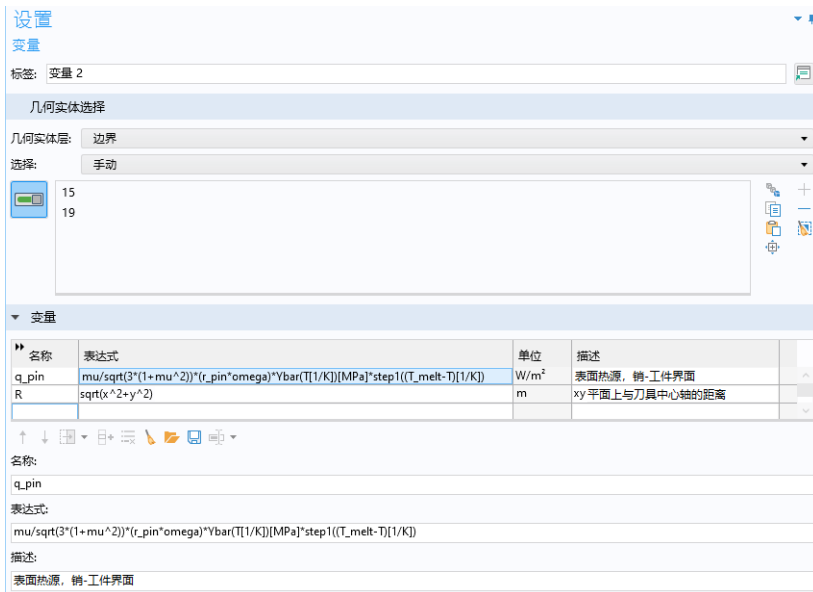 设置
变量
标签: 变量 2
几何实体选择
几何实体层: 边界
选择: 手动
15
19
变量
名称 表达式 单位 描述
q_pin mu/sqrt(3*(1+mu^2))*(r_pin*omega)*Ybar(T[1/K])[MPa]*step1((T_melt-T)[1/K]) W/m² 表面热源，销-工件界面
R sqrt(x^2+y^2) m xy 平面上与刀具中心轴的距离
名称:
q_pin
表达式:
mu/sqrt(3*(1+mu^2))*(r_pin*omega)*Ybar(T[1/K])[MPa]*step1((T_melt-T)[1/K])
描述:
表面热源，销-工件界面